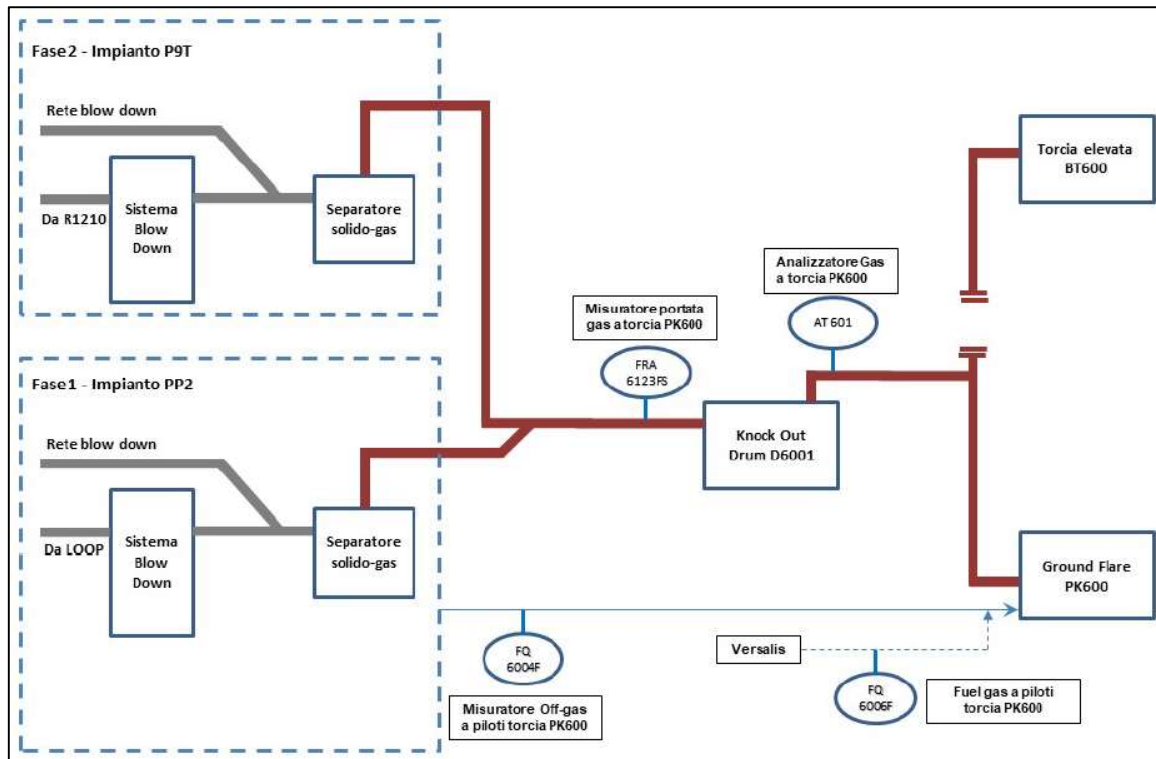 Fase2 - Impianto P9T
Rete blow down
Da R1210
Sistema
Blow
Down
Separatore
solido-gas
Torcia elevata
BT600
Analizzatore Gas
a torcia PK600
AT 601
Misuratore portata
gas a torcia PK600
FRA
6123FS
Knock Out
Drum D6001
Fase1 - Impianto PP2
Rete blow down
Da LOOP
Sistema
Blow
Down
Separatore
solido-gas
Ground Flare
PK600
FQ
6004F
Misuratore Off-gas
a piloti torcia PK600
Versalis
FQ
6006F
Fuel gas a piloti
torcia PK600